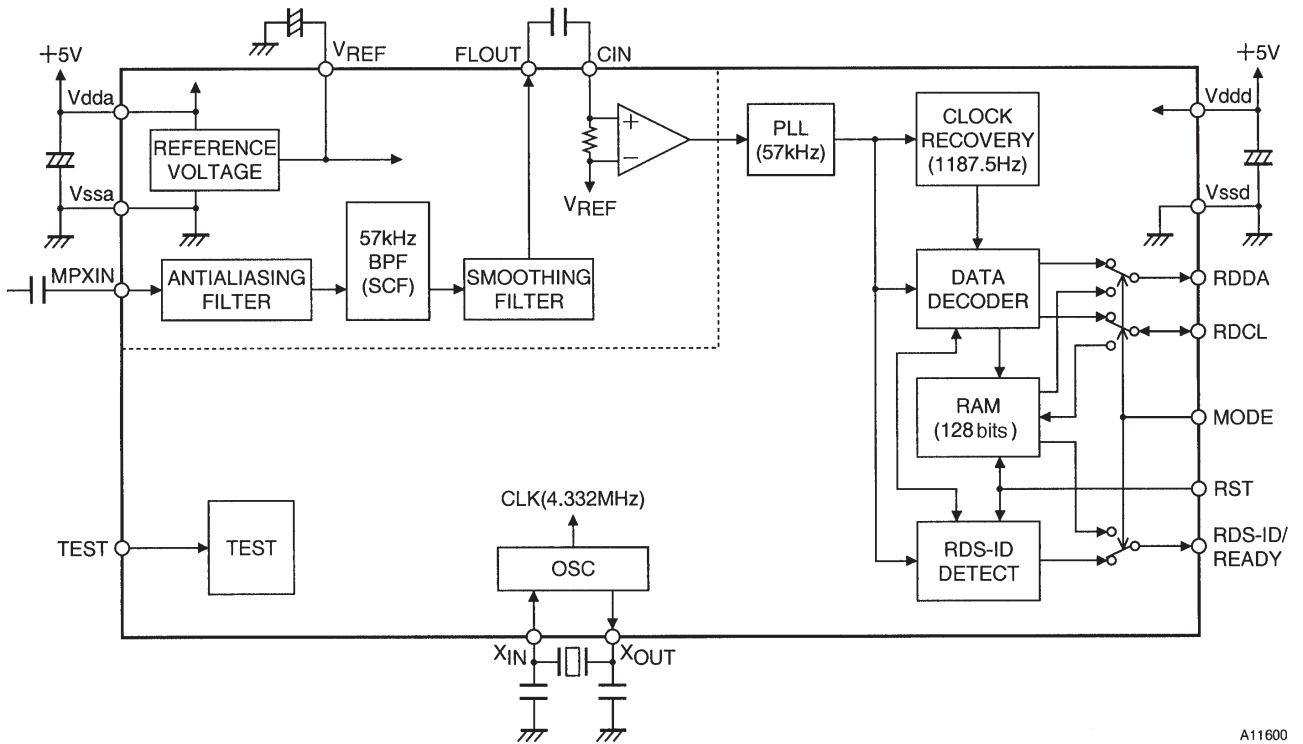 +5V
VREF
FLOUT
CIN
+5V
Vdda
Vddd
REFERENCE
VOLTAGE
+
−
PLL
(57kHz)
CLOCK
RECOVERY
(1187.5Hz)
Vssa
VREF
Vssd
MPXIN
ANTIALIASING
FILTER
57kHz
BPF
(SCF)
SMOOTHING
FILTER
DATA
DECODER
RDDA
RDCL
RAM
(128bits)
MODE
RST
CLK(4.332MHz)
TEST
TEST
OSC
RDS-ID
DETECT
RDS-ID/
READY
XIN
XOUT
A11600